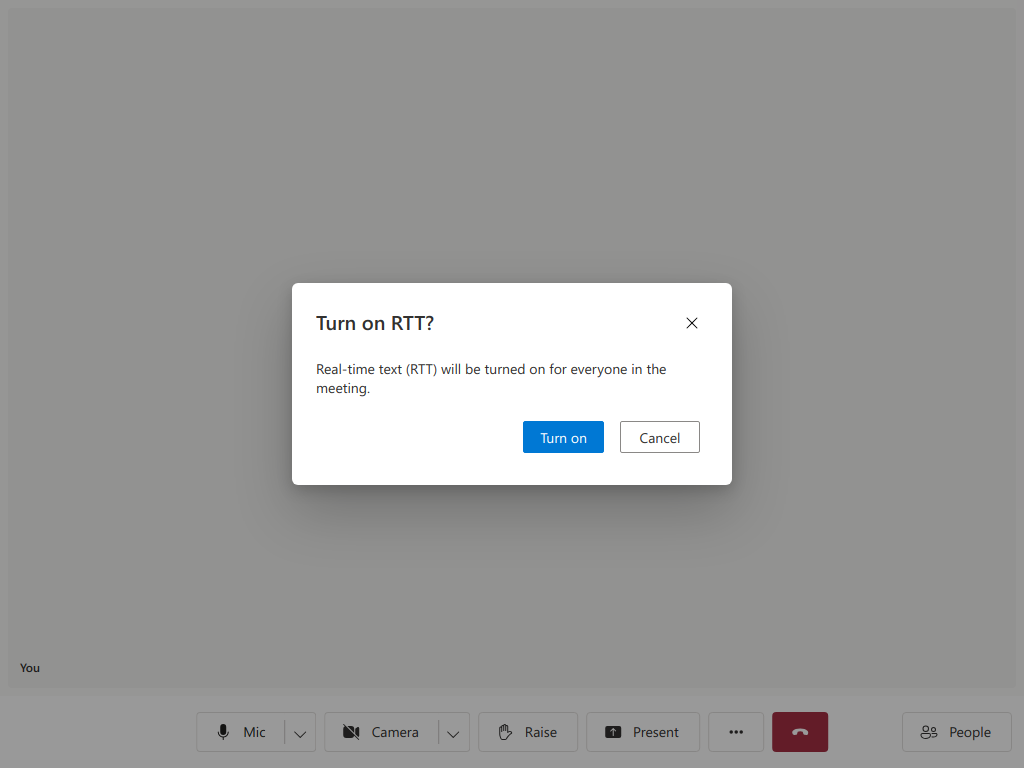 Turn on RTT?
Real-time text (RTT) will be turned on for everyone in the
meeting.
Turn on
Cancel
You
Mic
Camera
Raise
Present
People